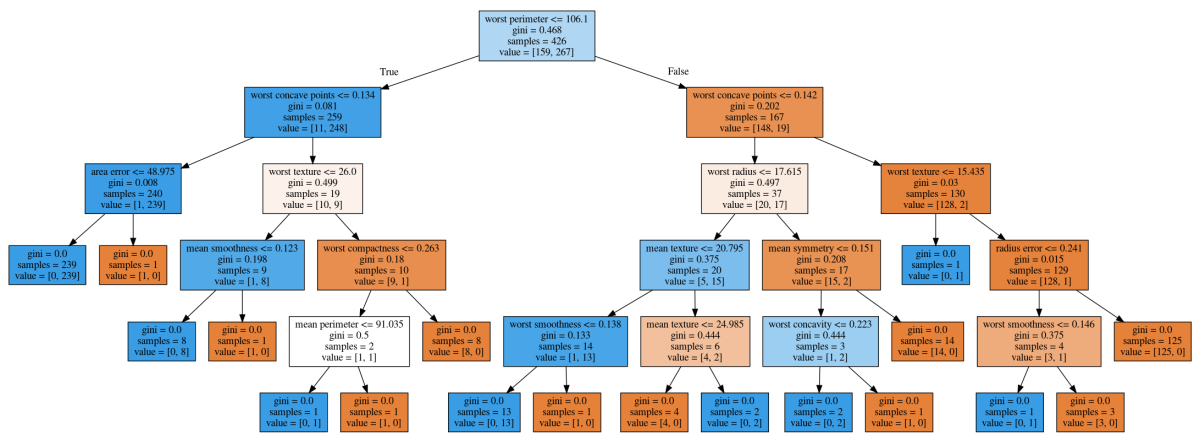 worst perimeter <= 106.1
gini = 0.468
samples = 426
value = [159, 267]
True
False
worst concave points <= 0.134
gini = 0.081
samples = 259
value = [11, 248]
worst concave points <= 0.142
gini = 0.202
samples = 167
value = [148, 19]
area error <= 48.975
gini = 0.008
samples = 240
value = [1, 239]
worst texture <= 26.0
gini = 0.499
samples = 19
value = [10, 9]
worst radius <= 17.615
gini = 0.497
samples = 37
value = [20, 17]
worst texture <= 15.435
gini = 0.03
samples = 130
value = [128, 2]
gini = 0.0
samples = 239
value = [0, 239]
gini = 0.0
samples = 1
value = [1, 0]
mean smoothness <= 0.123
gini = 0.198
samples = 9
value = [1, 8]
worst compactness <= 0.263
gini = 0.18
samples = 10
value = [9, 1]
mean texture <= 20.795
gini = 0.375
samples = 20
value = [5, 15]
mean symmetry <= 0.151
gini = 0.208
samples = 17
value = [15, 2]
gini = 0.0
samples = 1
value = [0, 1]
radius error <= 0.241
gini = 0.015
samples = 129
value = [128, 1]
gini = 0.0
samples = 8
value = [0, 8]
gini = 0.0
samples = 1
value = [1, 0]
mean perimeter <= 91.035
gini = 0.5
samples = 2
value = [1, 1]
gini = 0.0
samples = 8
value = [8, 0]
worst smoothness <= 0.138
gini = 0.133
samples = 14
value = [1, 13]
mean texture <= 24.985
gini = 0.444
samples = 6
value = [4, 2]
worst concavity <= 0.223
gini = 0.444
samples = 3
value = [1, 2]
gini = 0.0
samples = 14
value = [14, 0]
worst smoothness <= 0.146
gini = 0.375
samples = 4
value = [3, 1]
gini = 0.0
samples = 125
value = [125, 0]
gini = 0.0
samples = 1
value = [0, 1]
gini = 0.0
samples = 1
value = [1, 0]
gini = 0.0
samples = 13
value = [0, 13]
gini = 0.0
samples = 1
value = [1, 0]
gini = 0.0
samples = 4
value = [4, 0]
gini = 0.0
samples = 2
value = [0, 2]
gini = 0.0
samples = 2
value = [0, 2]
gini = 0.0
samples = 1
value = [1, 0]
gini = 0.0
samples = 1
value = [0, 1]
gini = 0.0
samples = 3
value = [3, 0]